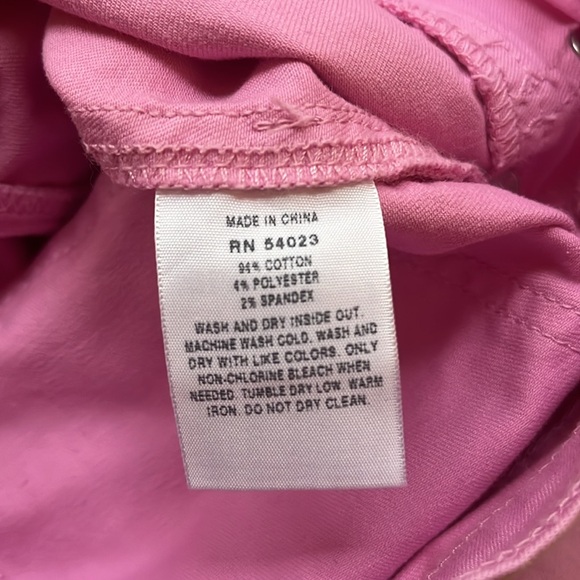 MADE IN CHINA
RN 54023
94% COTTON
4% POLYESTER
2% SPANDEX
WASH AND DRY INSIDE OUT.
MACHINE WASH COLD. WASH AND
DRY WITH LIKE COLORS. ONLY
NON-CHLORINE BLEACH WHEN
NEEDED. TUMBLE DRY LOW. WARM
IRON. DO NOT DRY CLEAN.